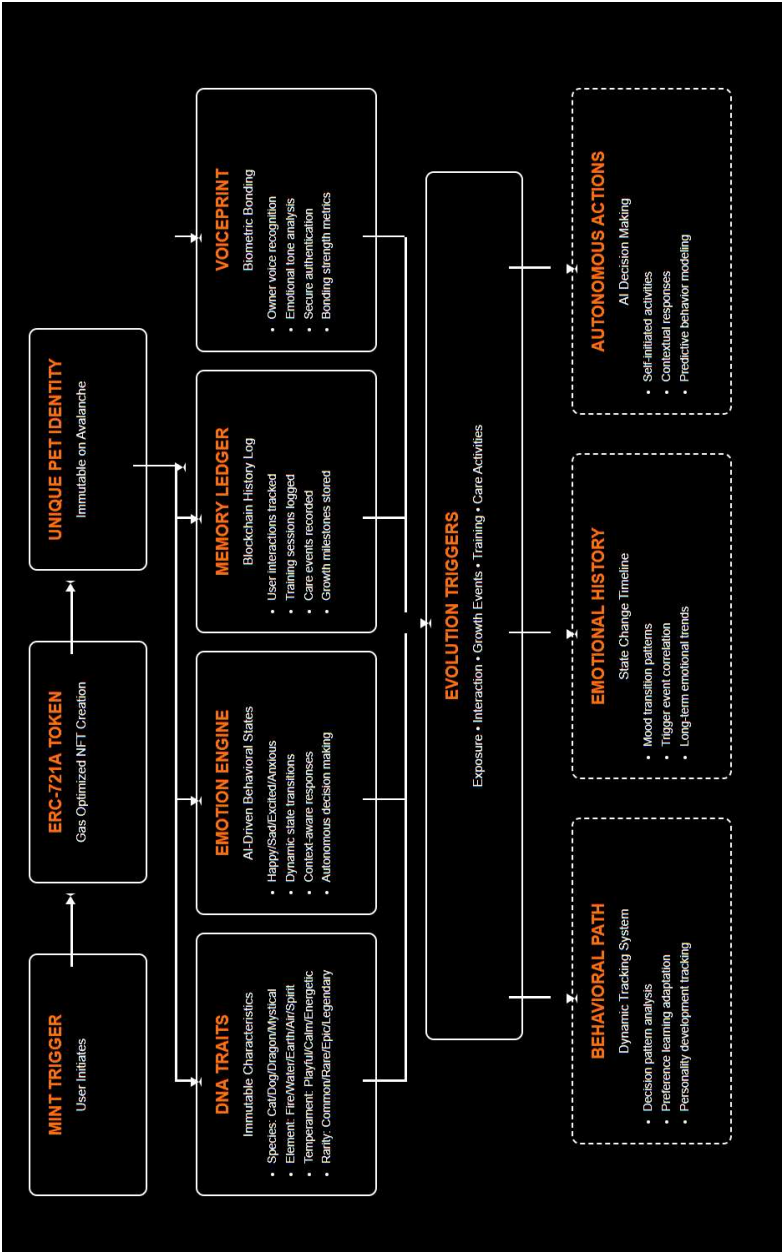 MINT TRIGGER
User Initiates
ERC-721A TOKEN
Gas Optimized NFT Creation
UNIQUE PET IDENTITY
Immutable on Avalanche
DNA TRAITS
Immutable Characteristics
• Species: Cat/Dog/Dragon/Mystical
• Element: Fire/Water/Earth/Air/Spirit
• Temperament: Playful/Calm/Energetic
• Rarity: Common/Rare/Epic/Legendary
EMOTION ENGINE
AI-Driven Behavioral States
• Happy/Sad/Excited/Anxious
• Dynamic state transitions
• Context-aware responses
• Autonomous decision making
MEMORY LEDGER
Blockchain History Log
• User interactions tracked
• Training sessions logged
• Care events recorded
• Growth milestones stored
VOICEPRINT
Biometric Bonding
• Owner voice recognition
• Emotional tone analysis
• Secure authentication
• Bonding strength metrics
EVOLUTION TRIGGERS
Exposure • Interaction • Growth Events • Training • Care Activities
BEHAVIORAL PATH
Dynamic Tracking System
• Decision pattern analysis
• Preference learning adaptation
• Personality development tracking
EMOTIONAL HISTORY
State Change Timeline
• Mood transition patterns
• Trigger event correlation
• Long-term emotional trends
AUTONOMOUS ACTIONS
AI Decision Making
• Self-initiated activities
• Contextual responses
• Predictive behavior modeling